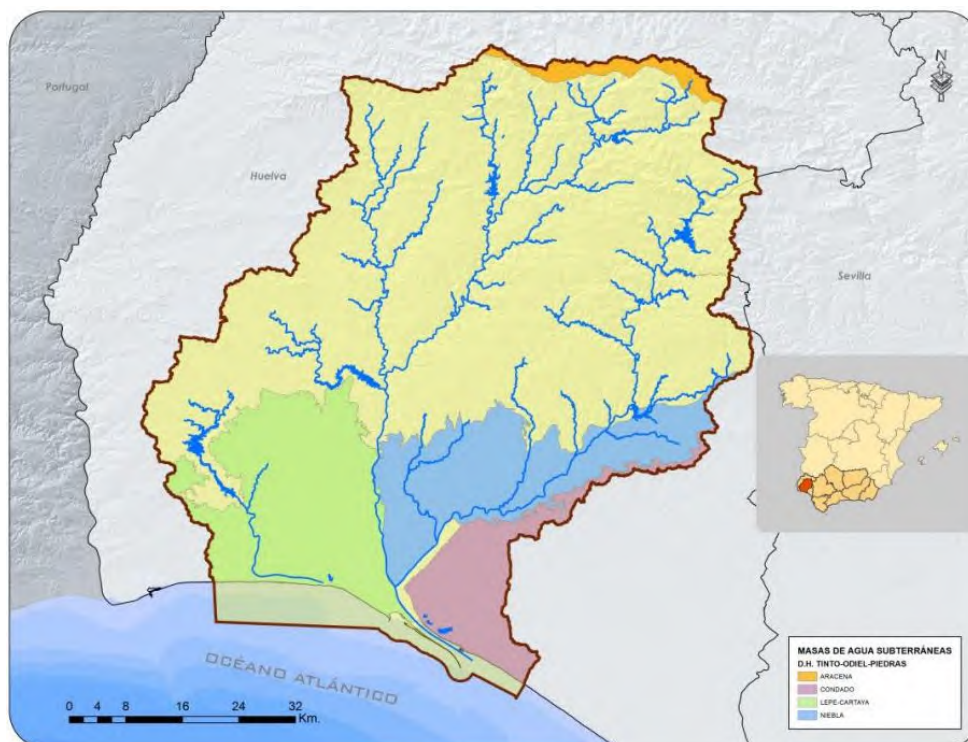 Portugal
N
Huelva
Sevilla
OCÉANO ATLÁNTICO
0 4 8 16 24 32
Km.
MASAS DE AGUA SUBTERRÁNEAS
D.H. TINTO-ODIEL-PIEDRAS
ARACENA
CONDADO
LEPE-CARTAYA
NIEBLA